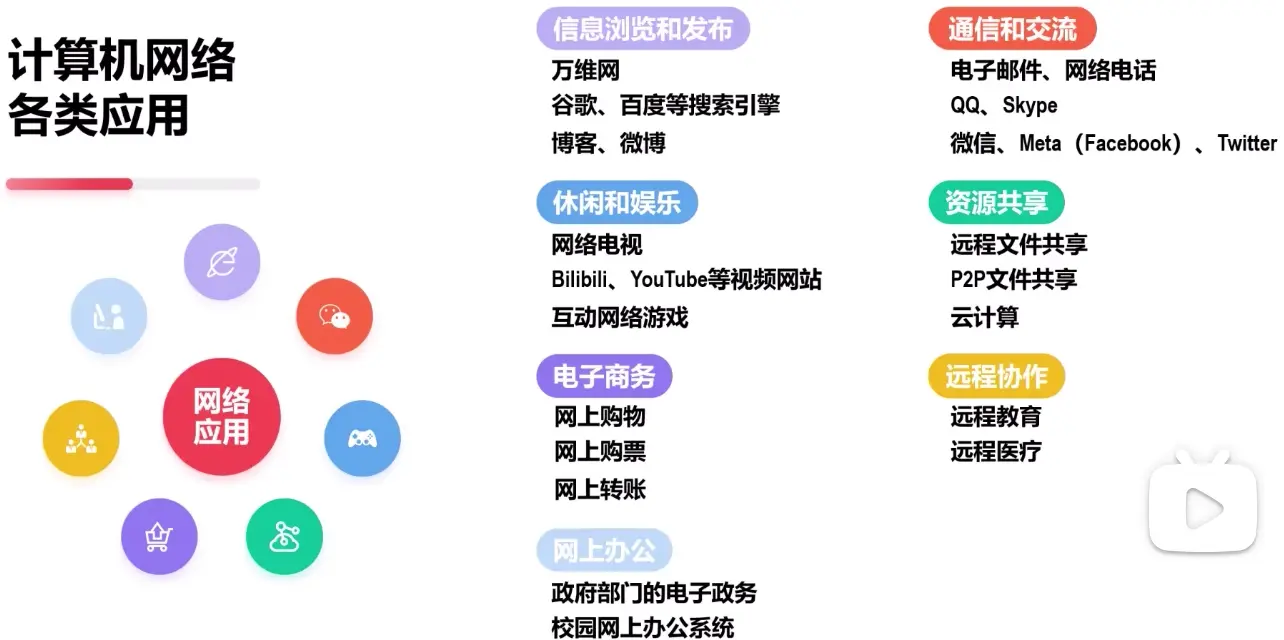 计算机网络
各类应用
网络
应用
信息浏览和发布
万维网
谷歌、百度等搜索引擎
博客、微博
休闲和娱乐
网络电视
Bilibili、YouTube等视频网站
互动网络游戏
电子商务
网上购物
网上购票
网上转账
网上办公
政府部门的电子政务
校园网上办公系统
通信和交流
电子邮件、网络电话
QQ、Skype
微信、Meta（Facebook）、Twitter
资源共享
远程文件共享
P2P文件共享
云计算
远程协作
远程教育
远程医疗